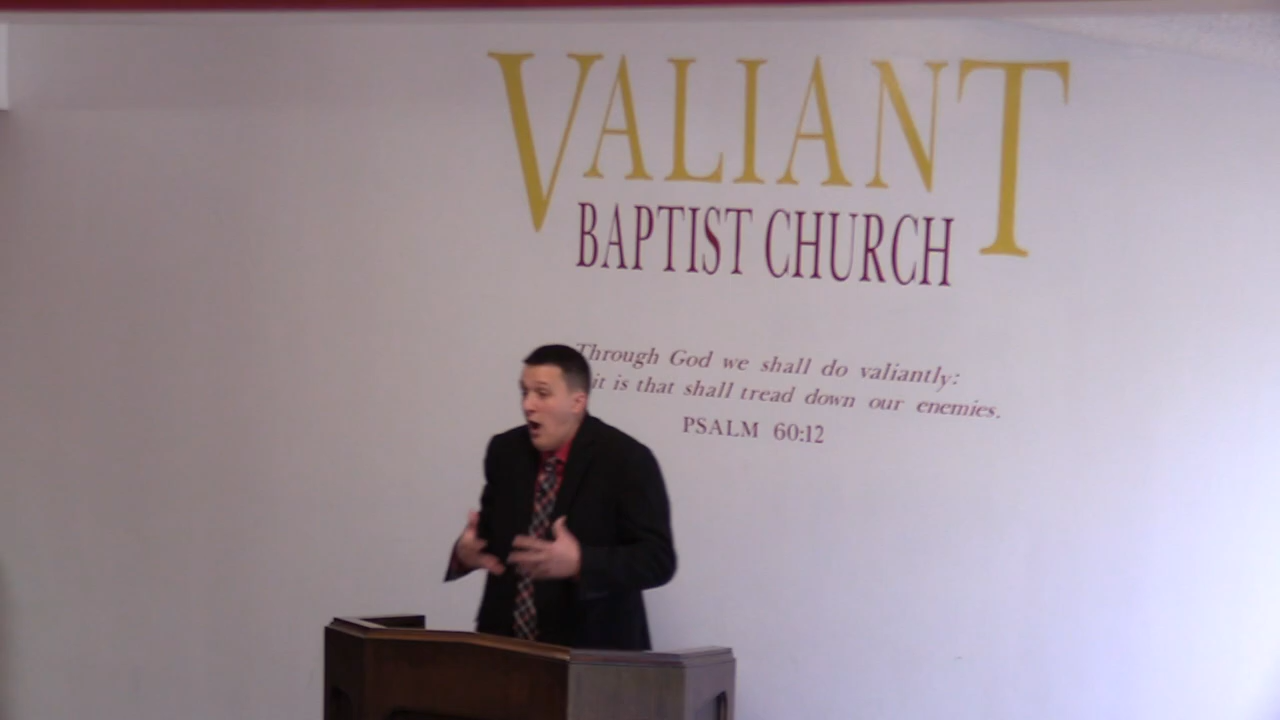 VALIANT
BAPTIST CHURCH
Through God we shall do valiantly:
it is that shall tread down our enemies.
PSALM 60:12